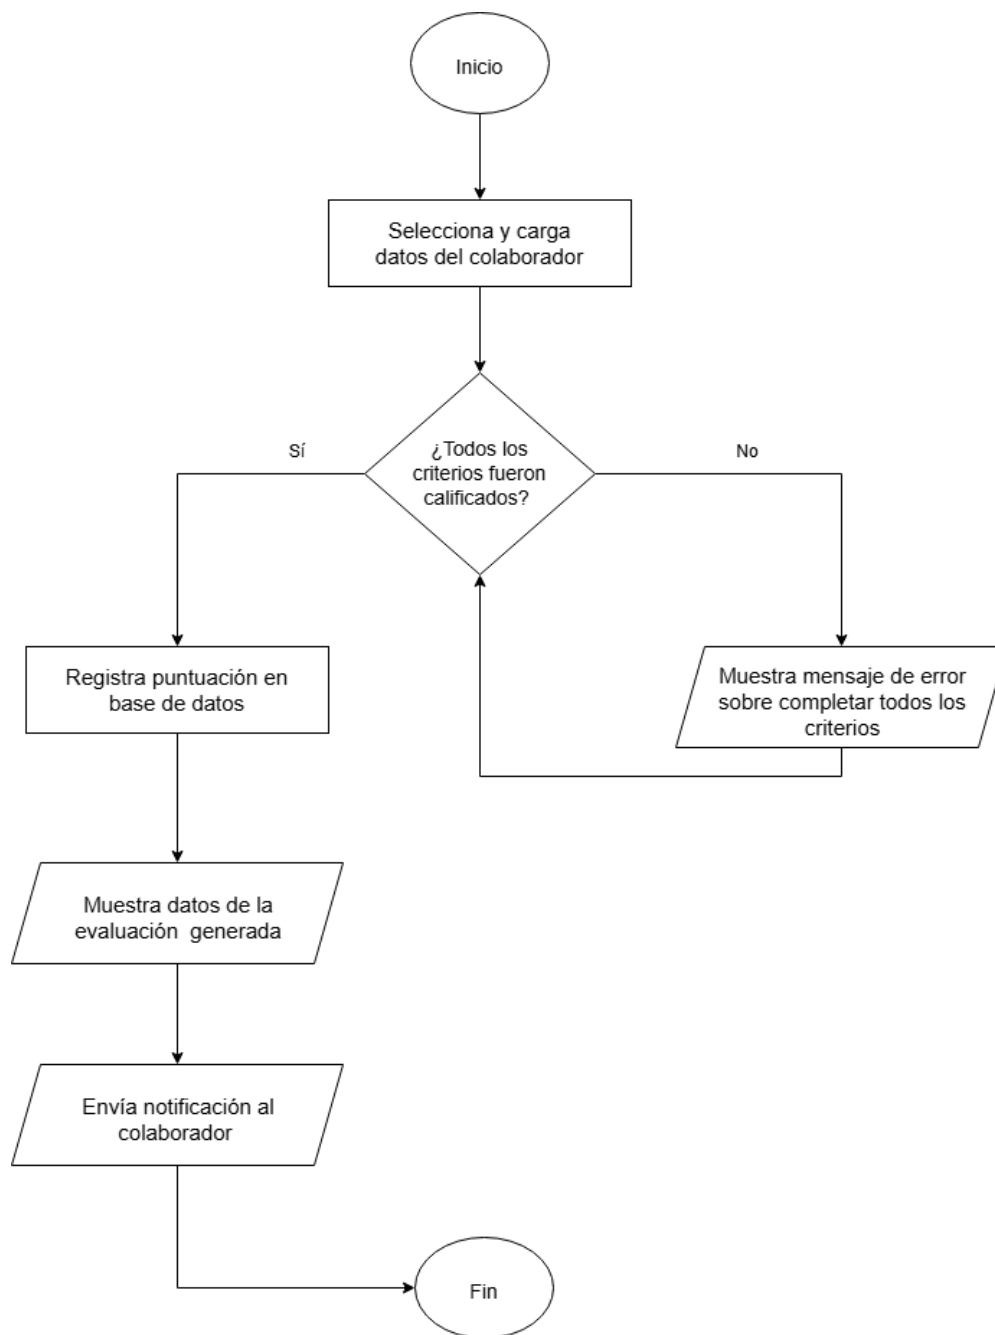 Inicio
Selecciona y carga
datos del colaborador
¿Todos los
criterios fueron
calificados?
Sí
No
Registra puntuación en
base de datos
Muestra mensaje de error
sobre completar todos los
criterios
Muestra datos de la
evaluación generada
Envía notificación al
colaborador
Fin